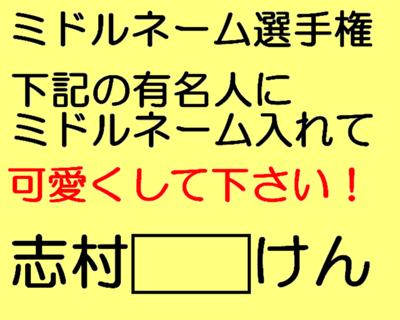 ミドルネーム選手権
下記の有名人に
ミドルネーム入れて
可愛くして下さい！
志村 けん